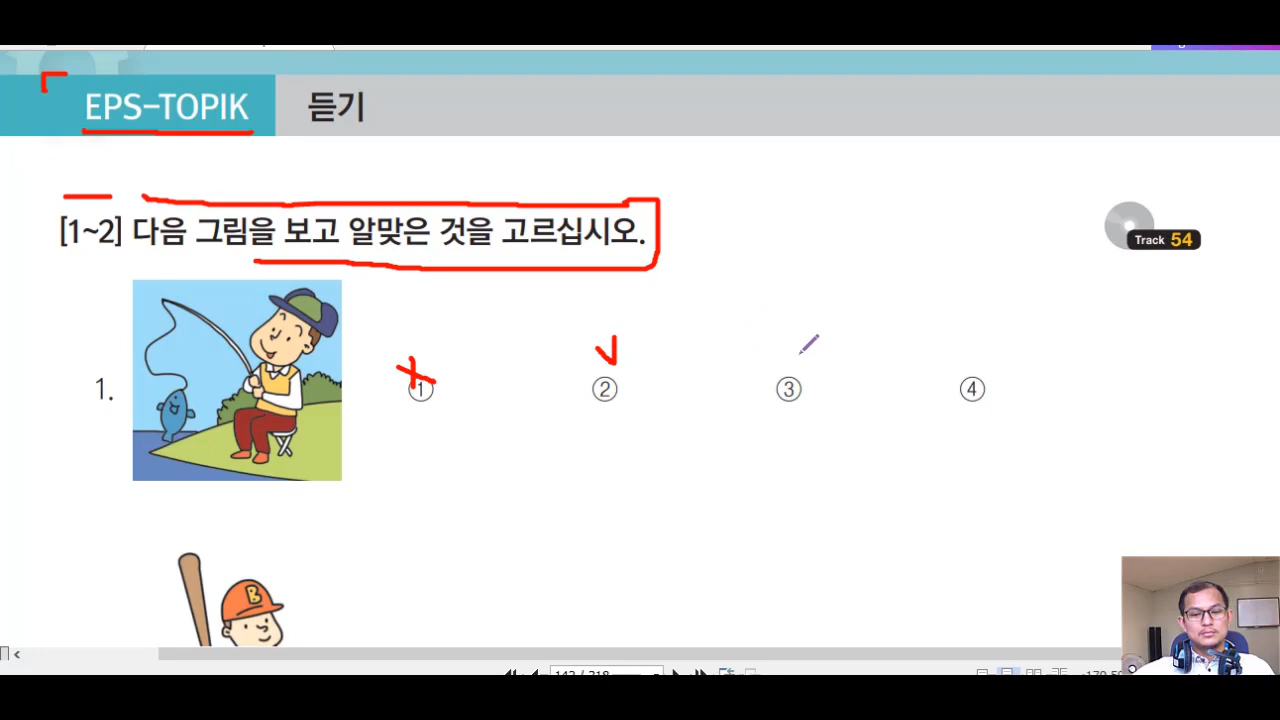 EPS-TOPIK 듣기
[1~2] 다음 그림을 보고 알맞은 것을 고르십시오.
Track 54
1. ① ② ③ ④
B